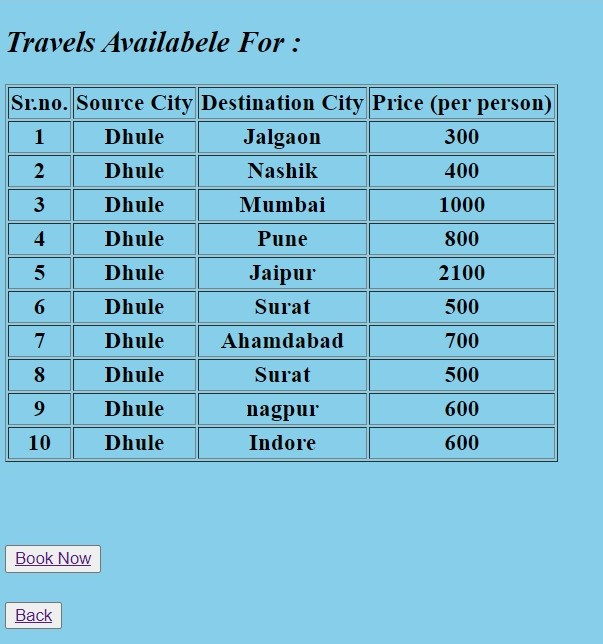 Travels Availabele For :
Sr.no. Source City Destination City Price (per person)
1 Dhule Jalgaon 300
2 Dhule Nashik 400
3 Dhule Mumbai 1000
4 Dhule Pune 800
5 Dhule Jaipur 2100
6 Dhule Surat 500
7 Dhule Ahamdabad 700
8 Dhule Surat 500
9 Dhule nagpur 600
10 Dhule Indore 600
Book Now
Back